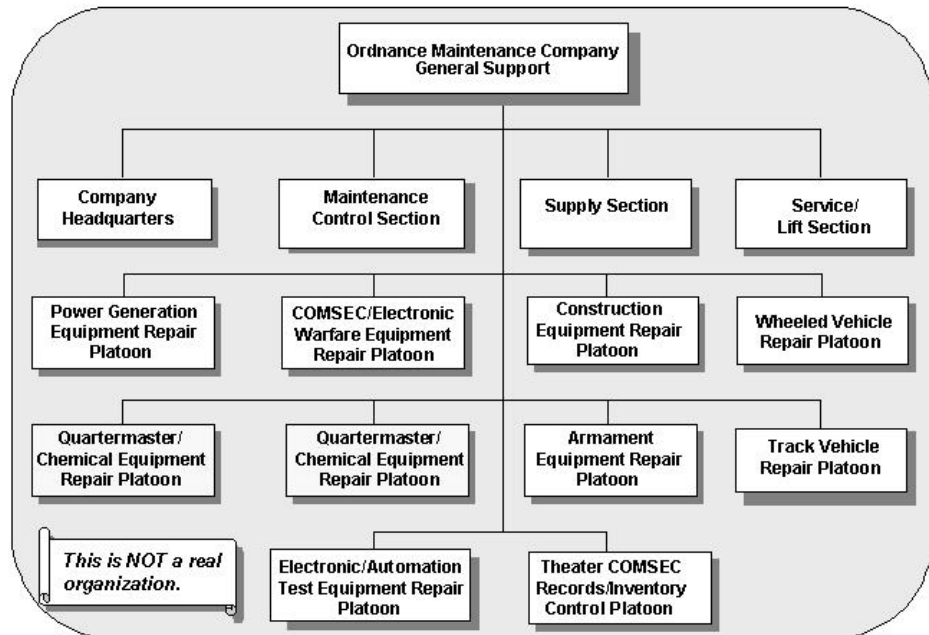 Ordnance Maintenance Company
General Support
Company
Headquarters
Maintenance
Control Section
Supply Section
Service/
Lift Section
Power Generation
Equipment Repair
Platoon
COMSEC/Electronic
Warfare Equipment
Repair Platoon
Construction
Equipment Repair
Platoon
Wheeled Vehicle
Repair Platoon
Quartermaster/
Chemical Equipment
Repair Platoon
Quartermaster/
Chemical Equipment
Repair Platoon
Armament
Equipment Repair
Platoon
Track Vehicle
Repair Platoon
This is NOT a real
organization.
Electronic/Automation
Test Equipment Repair
Platoon
Theater COMSEC
Records/Inventory
Control Platoon